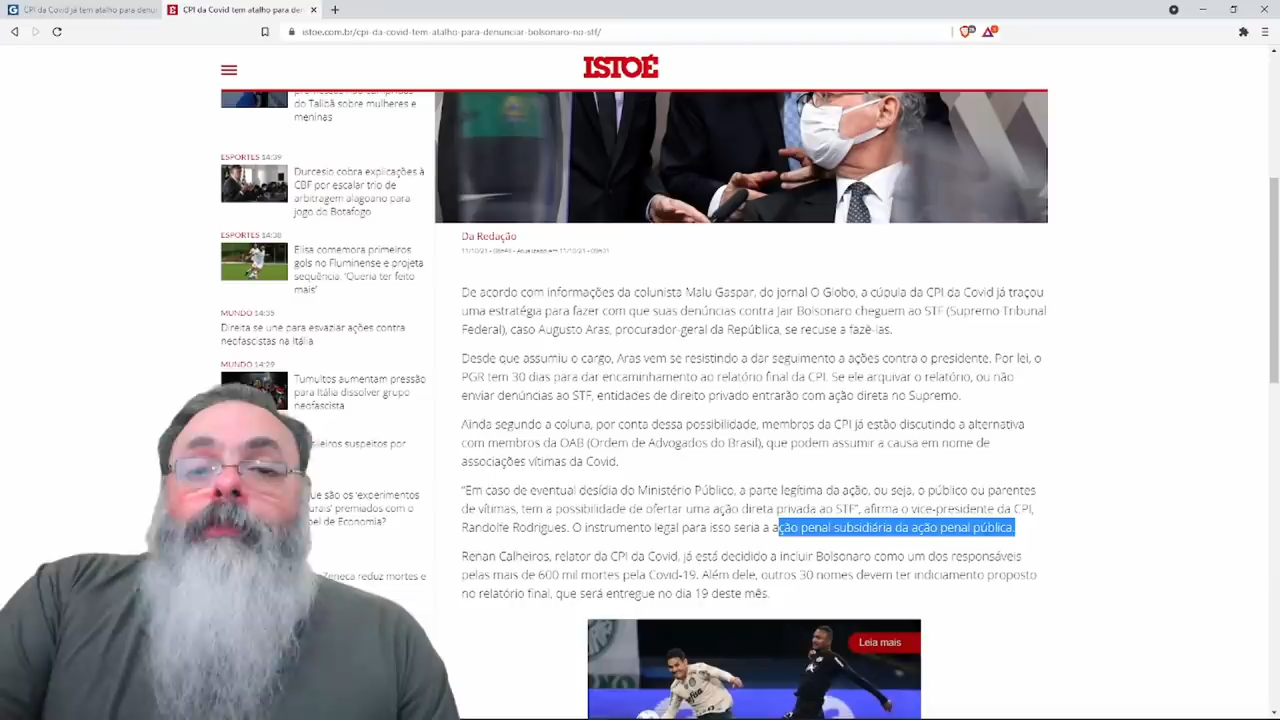 CPI da Covid já tem atalho para denun
CPI da Covid tem atalho para den
istoe.com.br/cpi-da-covid-tem-atalho-para-denunciar-bolsonaro-no-stf/
ISTOÉ
do Talibã sobre mulheres e
meninas
ESPORTES 14:39
Durcesio cobra explicações à
CBF por escalar trio de
arbitragem alagoano para
jogo do Botafogo
ESPORTES 14:38
Elisa comemora primeiros
gols no Fluminense e projeta
sequência: 'Queria ter feito
mais'
MUNDO 14:35
Direita se une para esvaziar ações contra
neofascistas na Itália
MUNDO 14:29
Tumultos aumentam pressão
para Itália dissolver grupo
neofascista
suspeitos por
que são os 'experimentos
premiados com o
de Economia?
reduz mortes e
Da Redação
11/10/21 - 08h48 - Atualizado em 11/10/21 - 09h31
De acordo com informações da colunista Malu Gaspar, do jornal O Globo, a cúpula da CPI da Covid já traçou
uma estratégia para fazer com que suas denúncias contra Jair Bolsonaro cheguem ao STF (Supremo Tribunal
Federal), caso Augusto Aras, procurador-geral da República, se recuse a fazê-las.
Desde que assumiu o cargo, Aras vem se resistindo a dar seguimento a ações contra o presidente. Por lei, o
PGR tem 30 dias para dar encaminhamento ao relatório final da CPI. Se ele arquivar o relatório, ou não
enviar denúncias ao STF, entidades de direito privado entrarão com ação direta no Supremo.
Ainda segundo a coluna, por conta dessa possibilidade, membros da CPI já estão discutindo a alternativa
com membros da OAB (Ordem de Advogados do Brasil), que podem assumir a causa em nome de
associações vítimas da Covid.
“Em caso de eventual desídia do Ministério Público, a parte legítima da ação, ou seja, o público ou parentes
de vítimas, tem a possibilidade de ofertar uma ação direta privada ao STF”, afirma o vice-presidente da CPI,
Randolfe Rodrigues. O instrumento legal para isso seria a ação penal subsidiária da ação penal pública.
Renan Calheiros, relator da CPI da Covid, já está decidido a incluir Bolsonaro como um dos responsáveis
pelas mais de 600 mil mortes pela Covid-19. Além dele, outros 30 nomes devem ter indiciamento proposto
no relatório final, que será entregue no dia 19 deste mês.
Leia mais